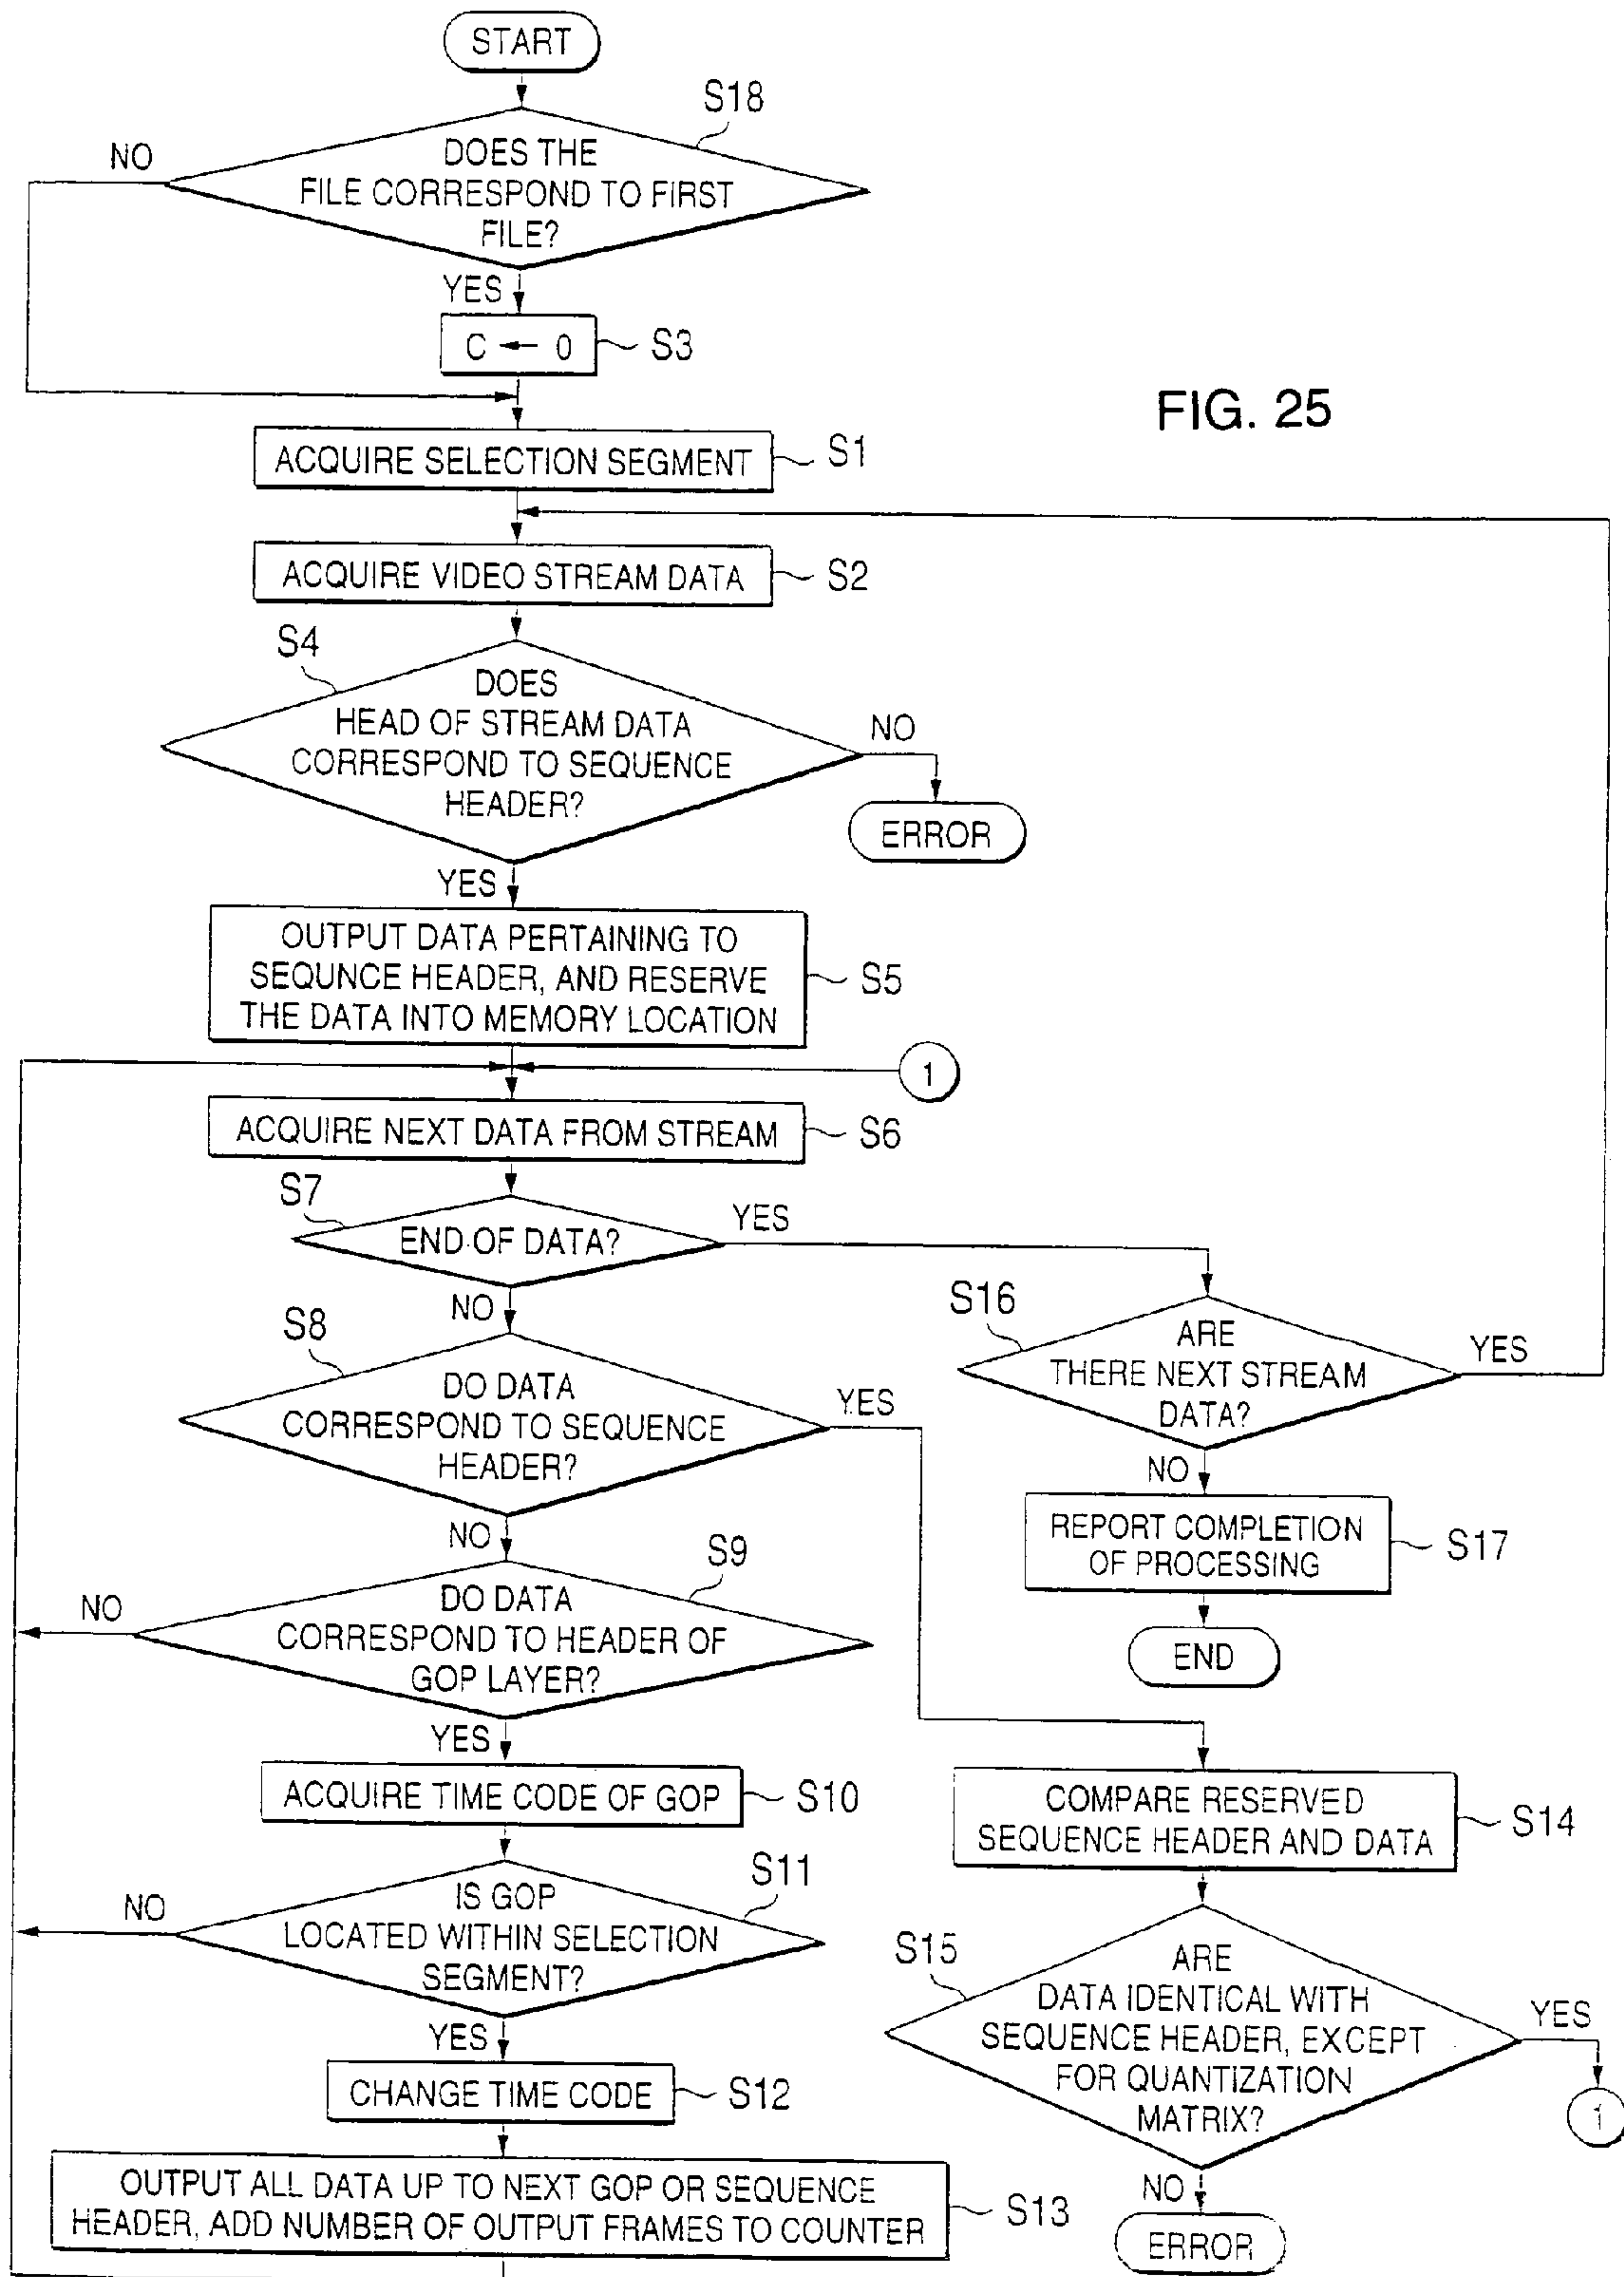 START
S18
NO
DOES THE
FILE CORRESPOND TO FIRST
FILE?
YES
C ← 0
S3
FIG. 25
ACQUIRE SELECTION SEGMENT
S1
ACQUIRE VIDEO STREAM DATA
S2
S4
DOES
HEAD OF STREAM DATA
CORRESPOND TO SEQUENCE
HEADER?
NO
ERROR
YES
OUTPUT DATA PERTAINING TO
SEQUNCE HEADER, AND RESERVE
THE DATA INTO MEMORY LOCATION
S5
1
ACQUIRE NEXT DATA FROM STREAM
S6
S7
END OF DATA?
YES
NO
S16
ARE
THERE NEXT STREAM
DATA?
YES
S8
DO DATA
CORRESPOND TO SEQUENCE
HEADER?
YES
NO
NO
REPORT COMPLETION
OF PROCESSING
S17
END
S9
NO
DO DATA
CORRESPOND TO HEADER OF
GOP LAYER?
YES
ACQUIRE TIME CODE OF GOP
S10
COMPARE RESERVED
SEQUENCE HEADER AND DATA
S14
S11
NO
IS GOP
LOCATED WITHIN SELECTION
SEGMENT?
YES
S15
ARE
DATA IDENTICAL WITH
SEQUENCE HEADER, EXCEPT
FOR QUANTIZATION
MATRIX?
YES
1
CHANGE TIME CODE
S12
OUTPUT ALL DATA UP TO NEXT GOP OR SEQUENCE
HEADER, ADD NUMBER OF OUTPUT FRAMES TO COUNTER
S13
NO
ERROR